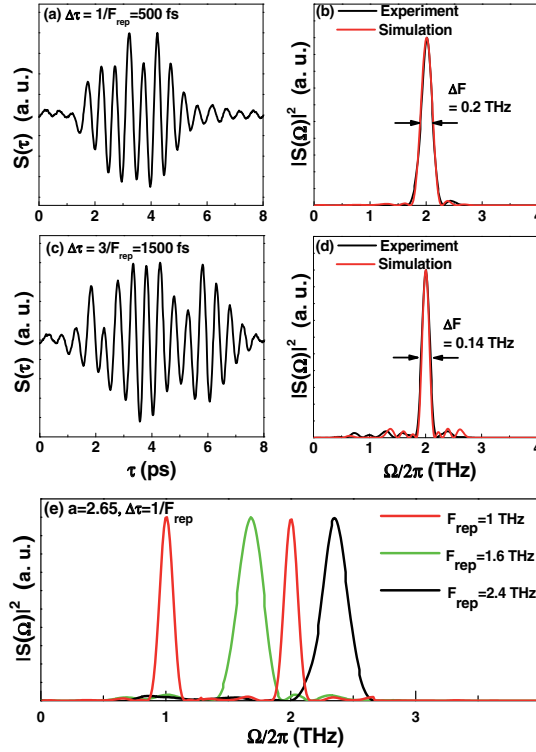 (a) Δτ = 1/F_rep=500 fs
S(τ) (a. u.)
0 2 4 6 8
(b)
Experiment
Simulation
ΔF
= 0.2 THz
|S(Ω)|² (a. u.)
0 1 2 3 4
(c) Δτ = 3/F_rep=1500 fs
S(τ) (a. u.)
0 2 4 6 8
τ (ps)
(d)
Experiment
Simulation
ΔF
= 0.14 THz
|S(Ω)|² (a. u.)
0 1 2 3 4
Ω/2π (THz)
(e) a=2.65, Δτ=1/F_rep
F_rep=1 THz
F_rep=1.6 THz
F_rep=2.4 THz
|S(Ω)|² (a. u.)
0 1 2 3
Ω/2π (THz)